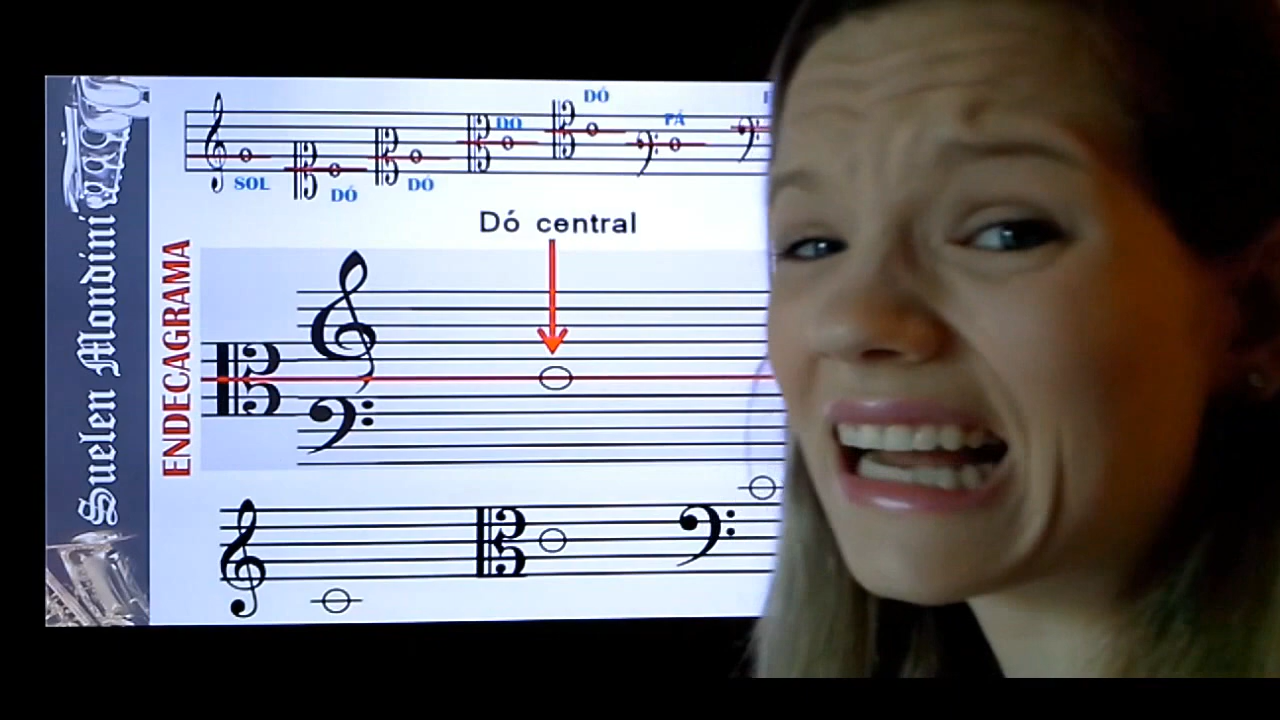 DÓ
DÓ
FÁ
SOL
DÓ
DÓ
Dó central
ENDECAGRAMA
Suelen Mondini